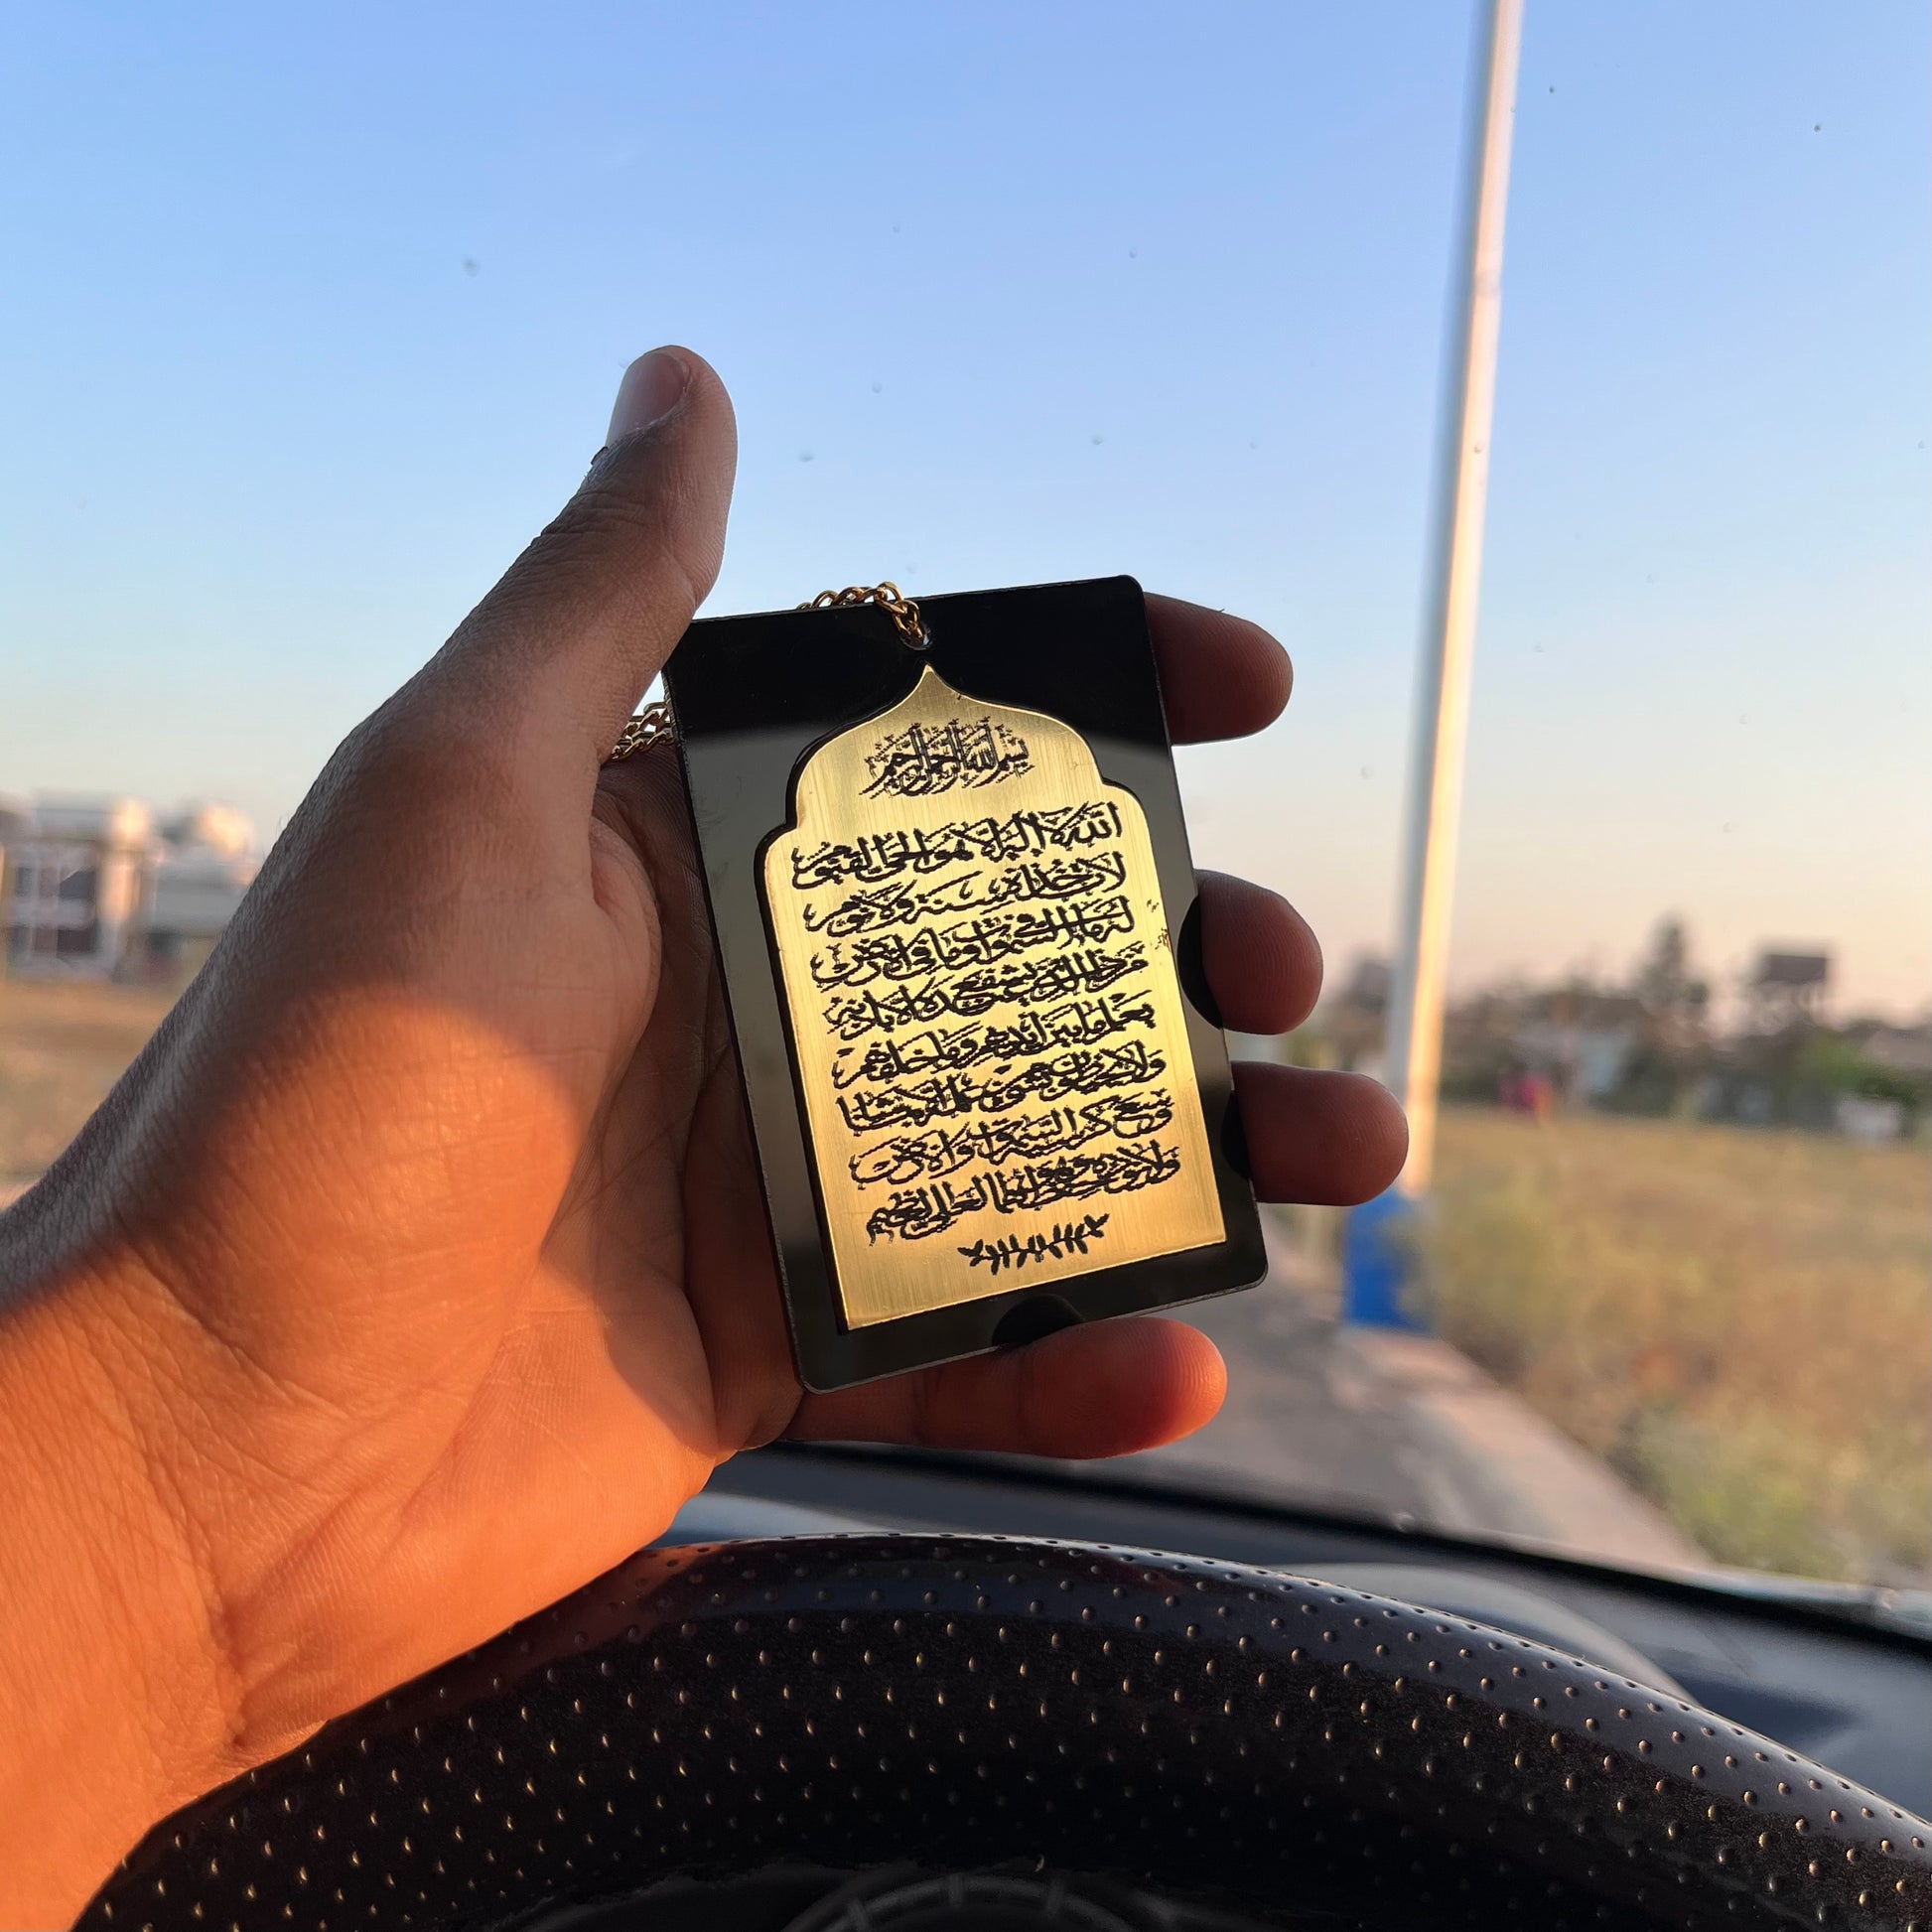 بسم الله الرحمن الرحيم
الله لا إله إلا هو الحي القيوم
لا تأخذه سنة ولا نوم
له ما في السموات وما في الأرض
من ذا الذي يشفع عنده إلا بإذنه
يعلم ما بين أيديهم وما خلفهم
ولا يحيطون بشيء من علمه إلا بما شاء
وسع كرسيه السموات والأرض
ولا يؤده حفظهما وهو العلي العظيم